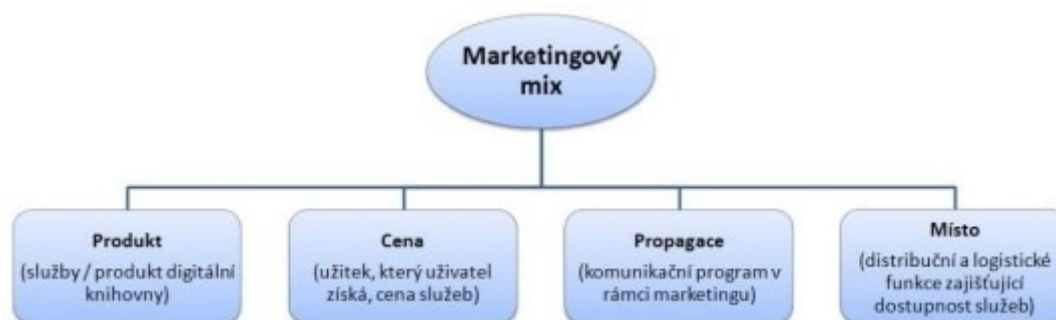 Marketingový
mix
Produkt
(služby / produkt digitální
knihovny)
Cena
(užitek, který uživatel
získá, cena služeb)
Propagace
(komunikační program v
rámci marketingu)
Místo
(distribuční a logistické
funkce zajišťující
dostupnost služeb)